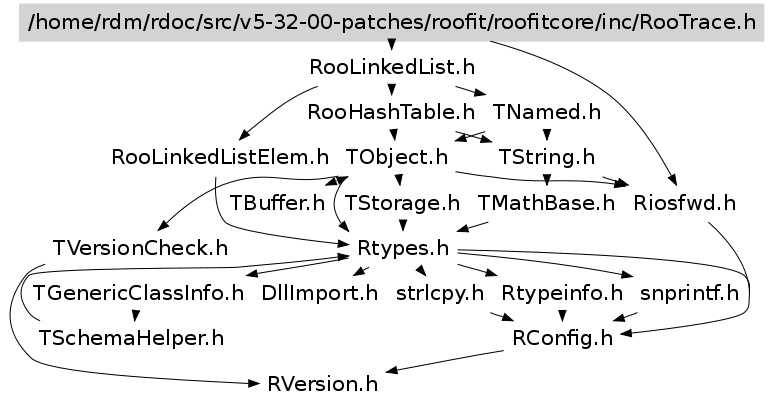 /home/rdm/rdoc/src/v5-32-00-patches/roofit/roofitcore/inc/RooTrace.h
RooLinkedList.h
RooHashTable.h TNamed.h
RooLinkedListElem.h TObject.h TString.h
TBuffer.h TStorage.h TMathBase.h Riosfwd.h
TVersionCheck.h Rtypes.h
TGenericClassInfo.h DllImport.h strlcpy.h Rtypeinfo.h snprintf.h
TSchemaHelper.h RConfig.h
RVersion.h